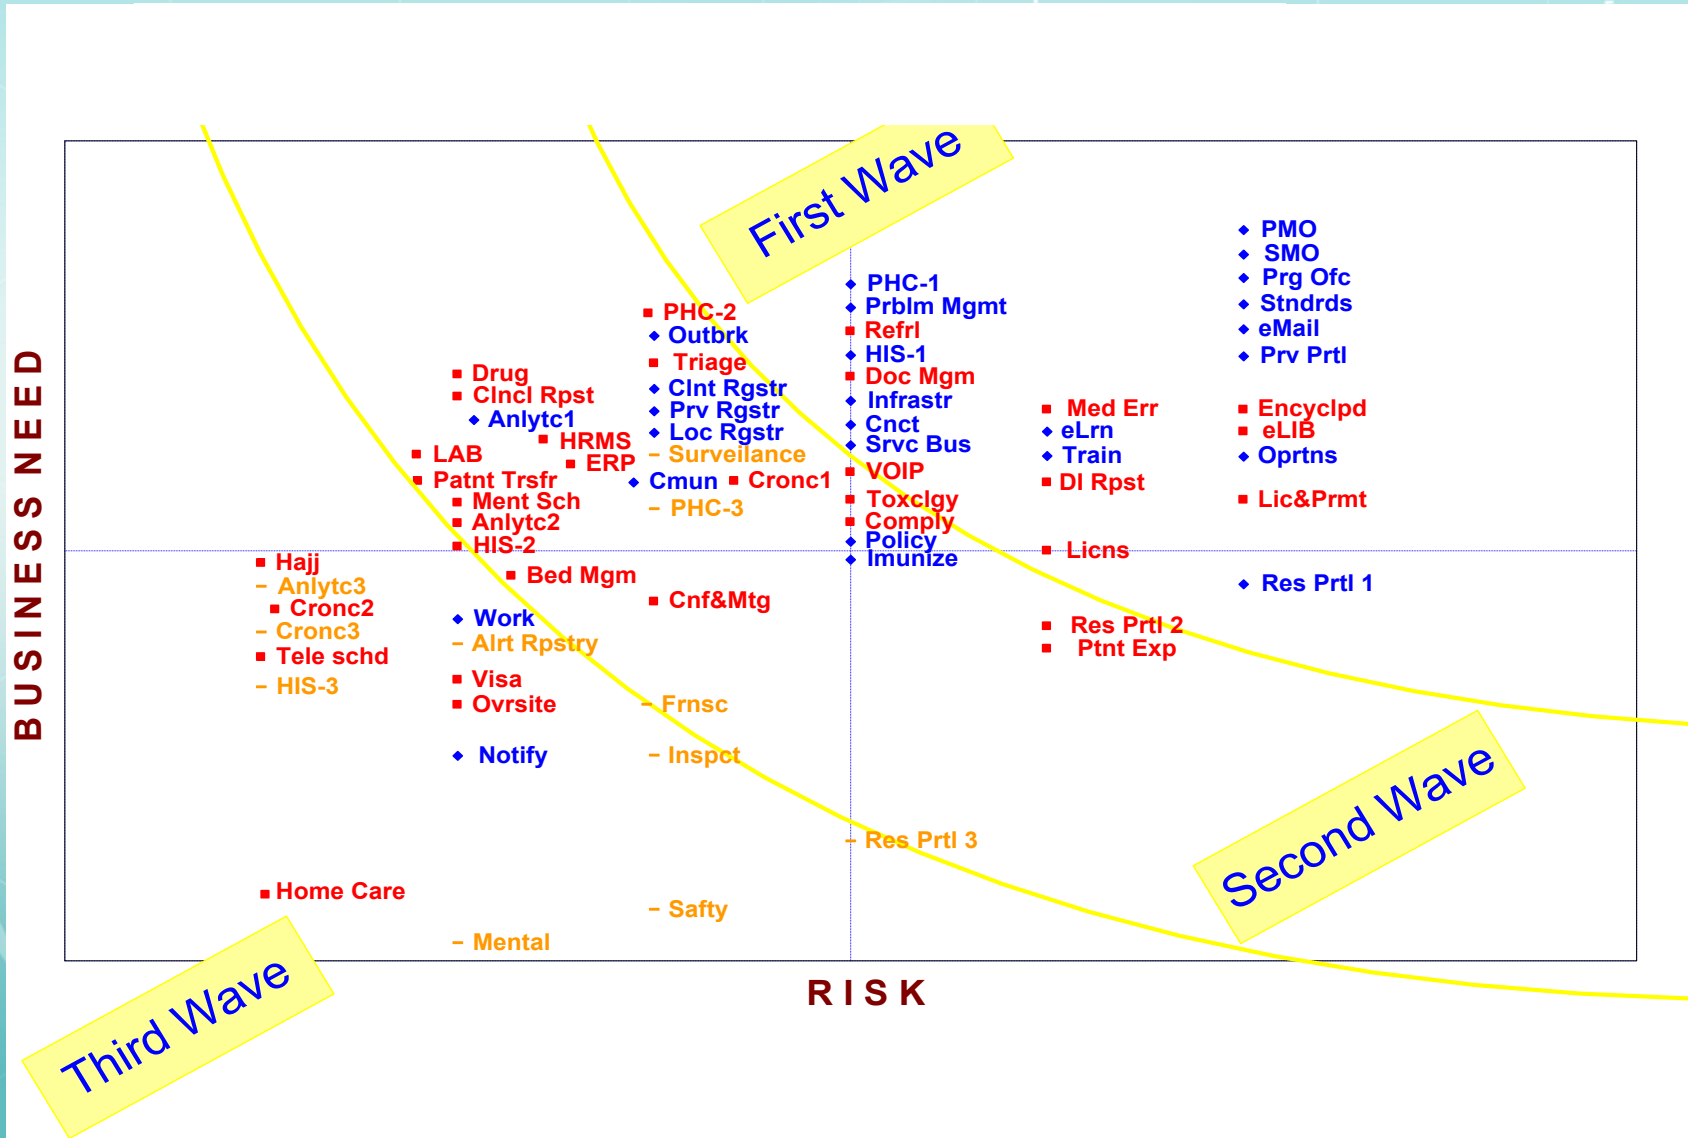 First Wave
PMO
SMO
Prg Ofc
Stndrds
eMail
Prv Prtl
PHC-1
Prblm Mgmt
Refrl
HIS-1
Doc Mgm
Infrastr
Cnct
Srvc Bus
VOIP
Toxclgy
Comply
Policy
Imunize
PHC-2
Outbrk
Triage
Clnt Rgstr
Prv Rgstr
Loc Rgstr
Surveilance
Cmun
Cronc1
PHC-3
Drug
Clncl Rpst
Anlytc1
HRMS
ERP
LAB
Patnt Trsfr
Ment Sch
Anlytc2
HIS-2
Med Err
eLrn
Train
DI Rpst
Licns
Encyclpd
eLIB
Oprtns
Lic&Prmt
Res Prtl 1
Res Prtl 2
Ptnt Exp
BUSINESS NEED
Hajj
Anlytc3
Cronc2
Cronc3
Tele schd
HIS-3
Bed Mgm
Cnf&Mtg
Work
Alrt Rpstry
Visa
Ovrsite
Notify
Frnsc
Inspct
Res Prtl 3
Second Wave
Home Care
Safty
Mental
RISK
Third Wave